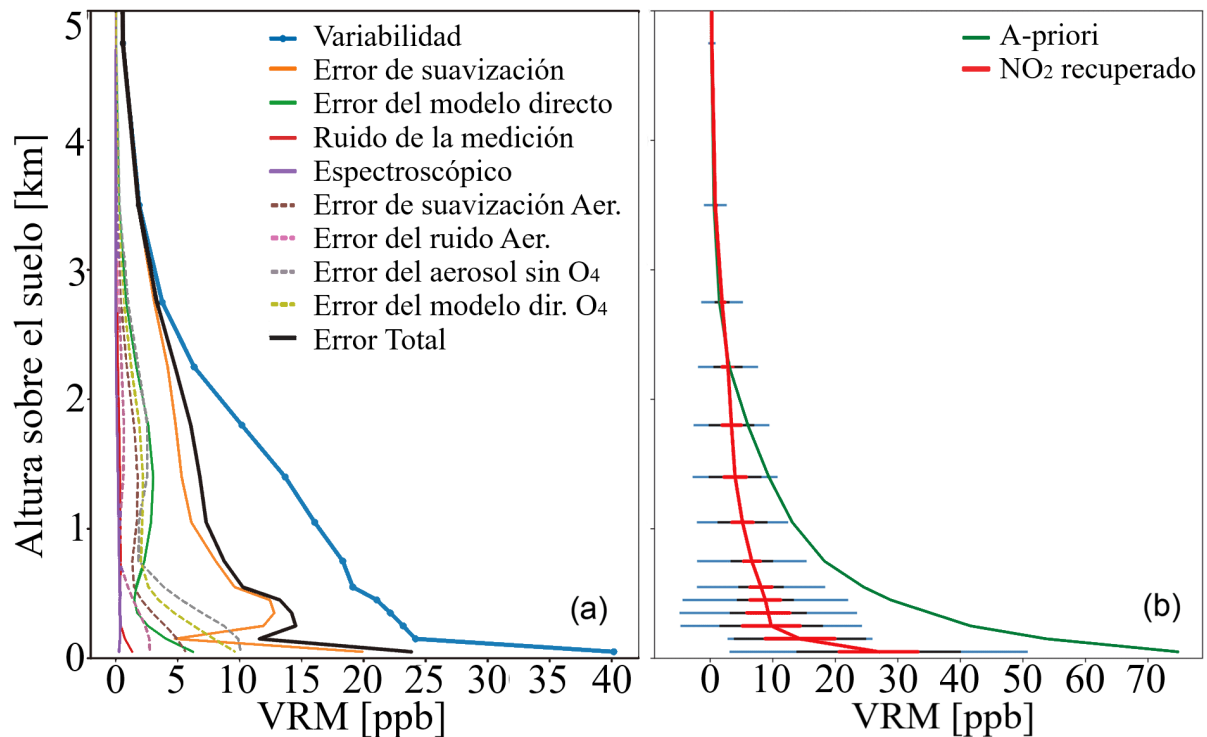 Altura sobre el suelo [km]
5
4
3
2
1
0
Variabilidad
Error de suavización
Error del modelo directo
Ruido de la medición
Espectroscópico
Error de suavización Aer.
Error del ruido Aer.
Error del aerosol sin O4
Error del modelo dir. O4
Error Total
(a)
0 5 10 15 20 25 30 35 40
VRM [ppb]
A-priori
NO2 recuperado
(b)
0 10 20 30 40 50 60 70
VRM [ppb]